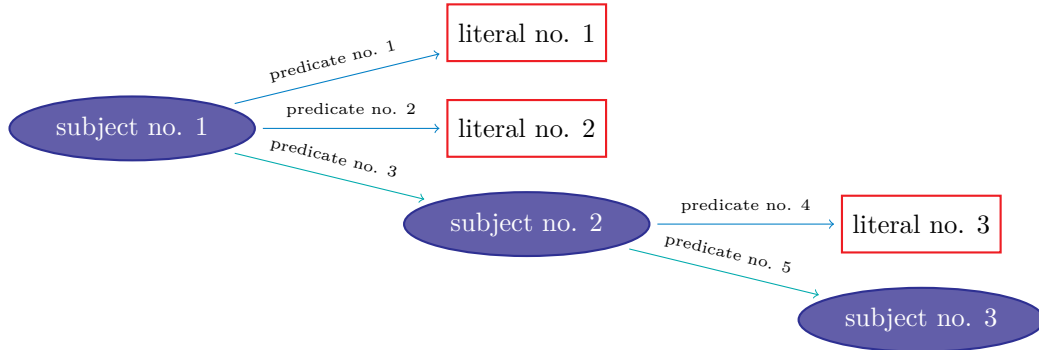 literal no. 1
predicate no. 1
subject no. 1
predicate no. 2
literal no. 2
predicate no. 3
subject no. 2
predicate no. 4
literal no. 3
predicate no. 5
subject no. 3